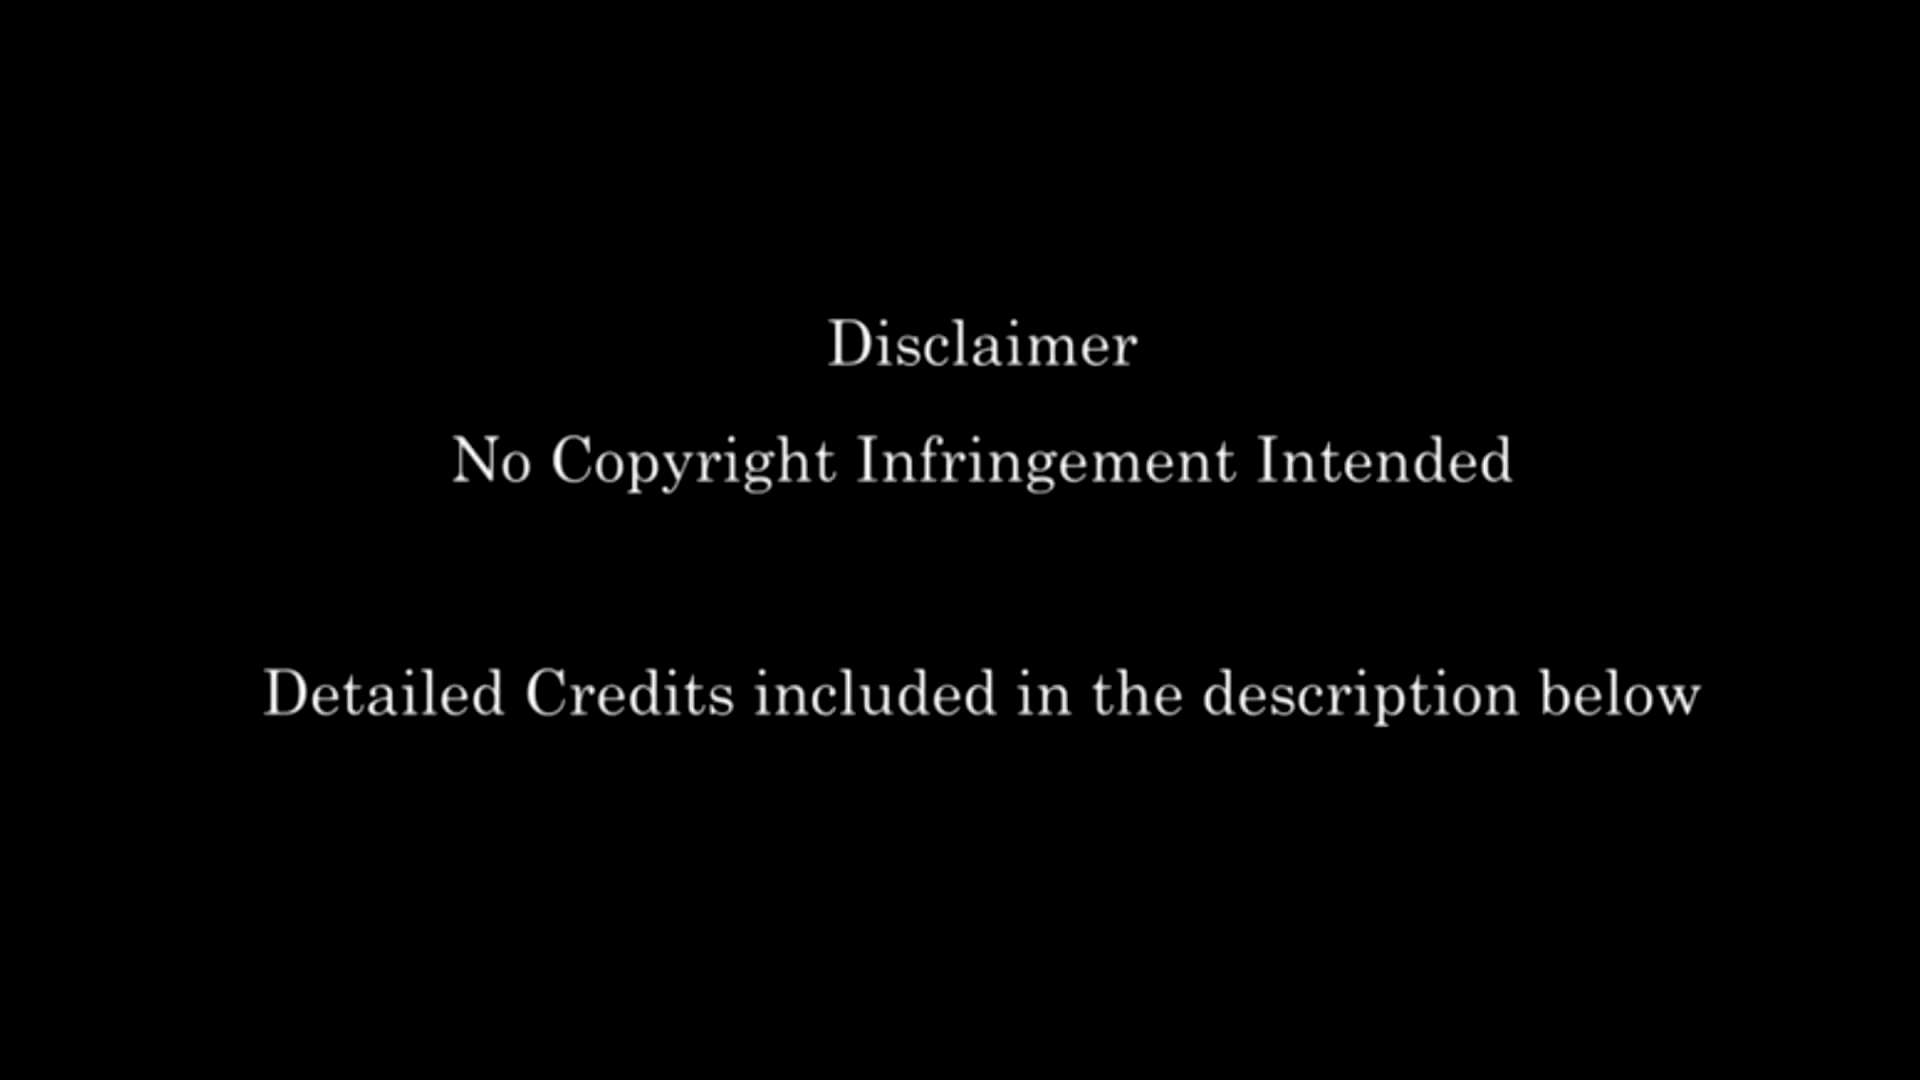 Disclaimer
No Copyright Infringement Intended
Detailed Credits included in the description below